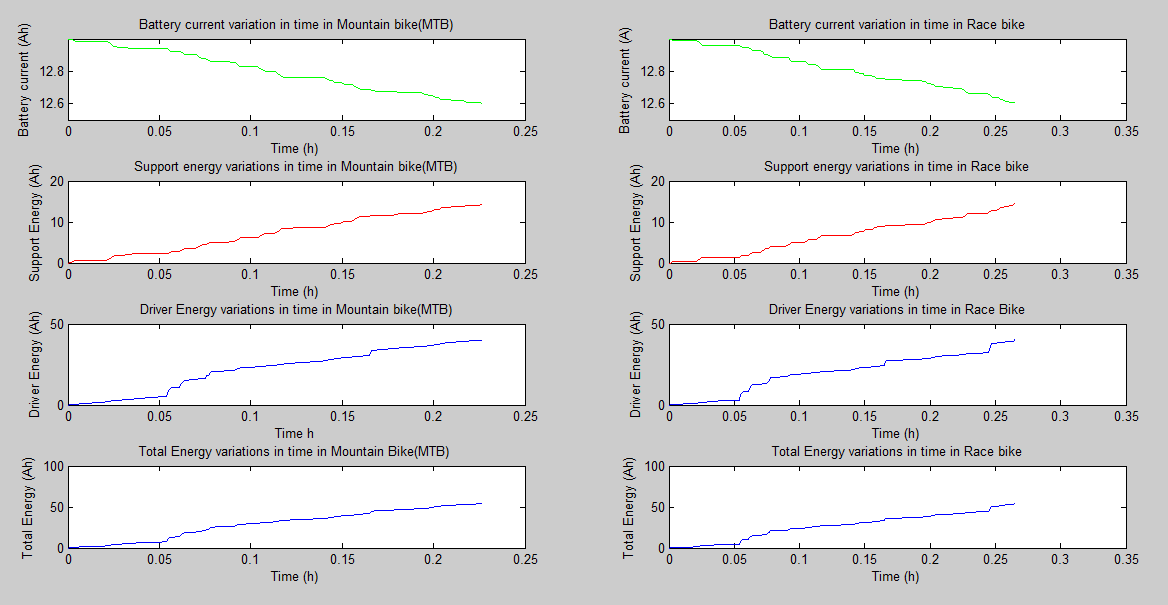 Battery current variation in time in Mountain bike(MTB)
Battery current (Ah)
12.8
12.6
0 0.05 0.1 0.15 0.2 0.25
Time (h)
Support energy variations in time in Mountain bike(MTB)
Support Energy (Ah)
20
10
0
0 0.05 0.1 0.15 0.2 0.25
Time (h)
Driver Energy variations in time in Mountain bike(MTB)
Driver Energy (Ah)
50
0
0 0.05 0.1 0.15 0.2 0.25
Time h
Total Energy variations in time in Mountain Bike(MTB)
Total Energy (Ah)
100
50
0
0 0.05 0.1 0.15 0.2 0.25
Time (h)
Battery current variation in time in Race bike
Battery current (A)
12.8
12.6
0 0.05 0.1 0.15 0.2 0.25 0.3 0.35
Time (h)
Support energy variations in time in Race bike
Support Energy (Ah)
20
10
0
0 0.05 0.1 0.15 0.2 0.25 0.3 0.35
Time (h)
Driver Energy variations in time in Race Bike
Driver Energy (Ah)
50
0
0 0.05 0.1 0.15 0.2 0.25 0.3 0.35
Time (h)
Total Energy variations in time in Race bike
Total Energy (Ah)
100
50
0
0 0.05 0.1 0.15 0.2 0.25 0.3 0.35
Time (h)